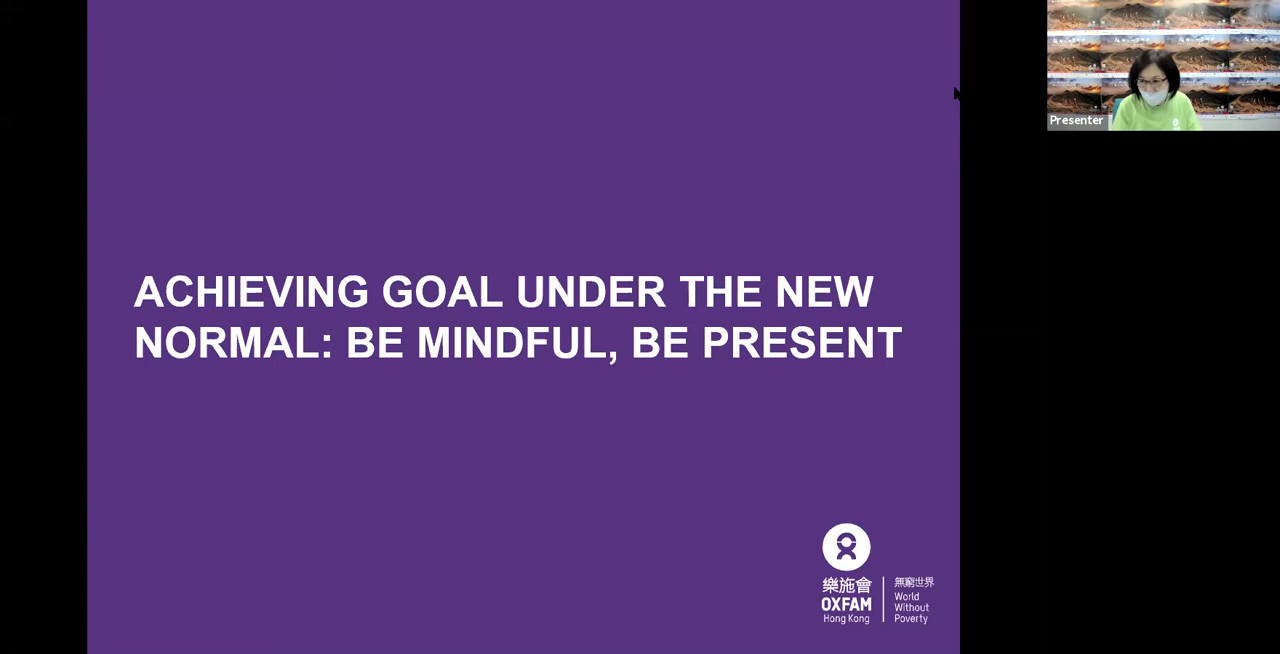 ACHIEVING GOAL UNDER THE NEW
NORMAL: BE MINDFUL, BE PRESENT
樂施會
OXFAM
Hong Kong
無窮世界
World
Without
Poverty
Presenter